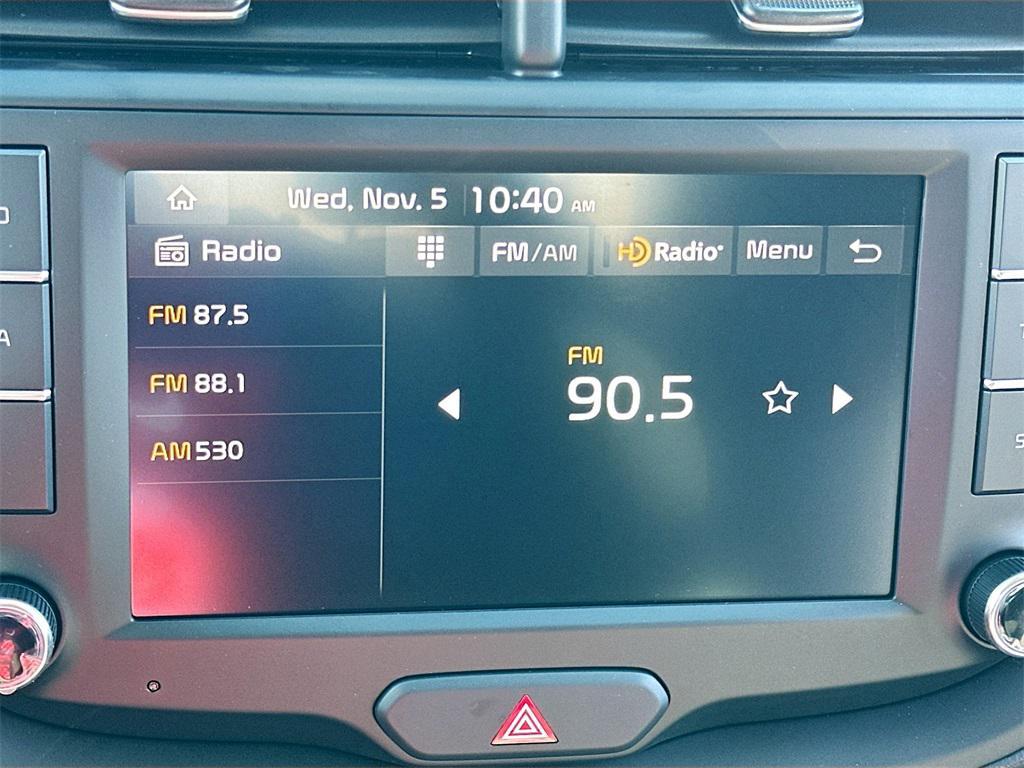 Wed, Nov. 5 10:40 AM
Radio FM/AM HD Radio Menu
FM 87.5
FM 88.1
AM 530
FM
90.5